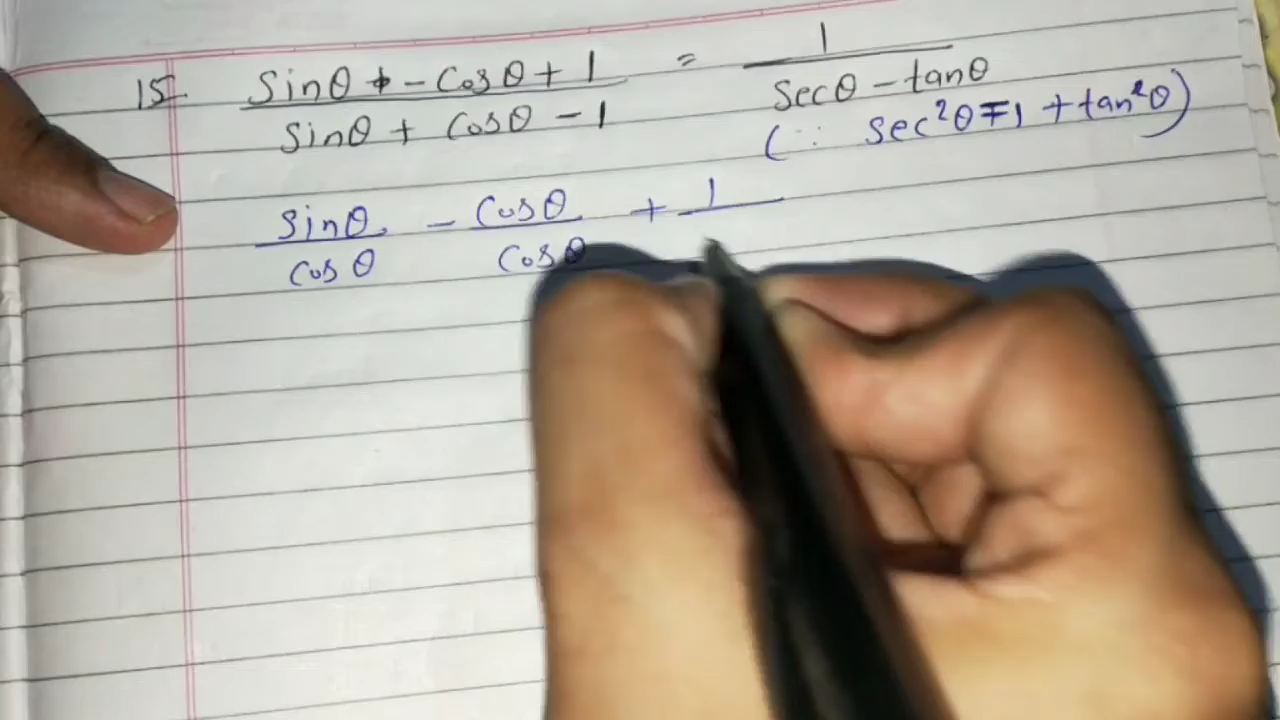 15 sinθ - cosθ + 1 = 1
sinθ + cosθ - 1 secθ - tanθ
(∵ sec²θ = 1 + tan²θ)
sinθ - cosθ + 1
cosθ cosθ